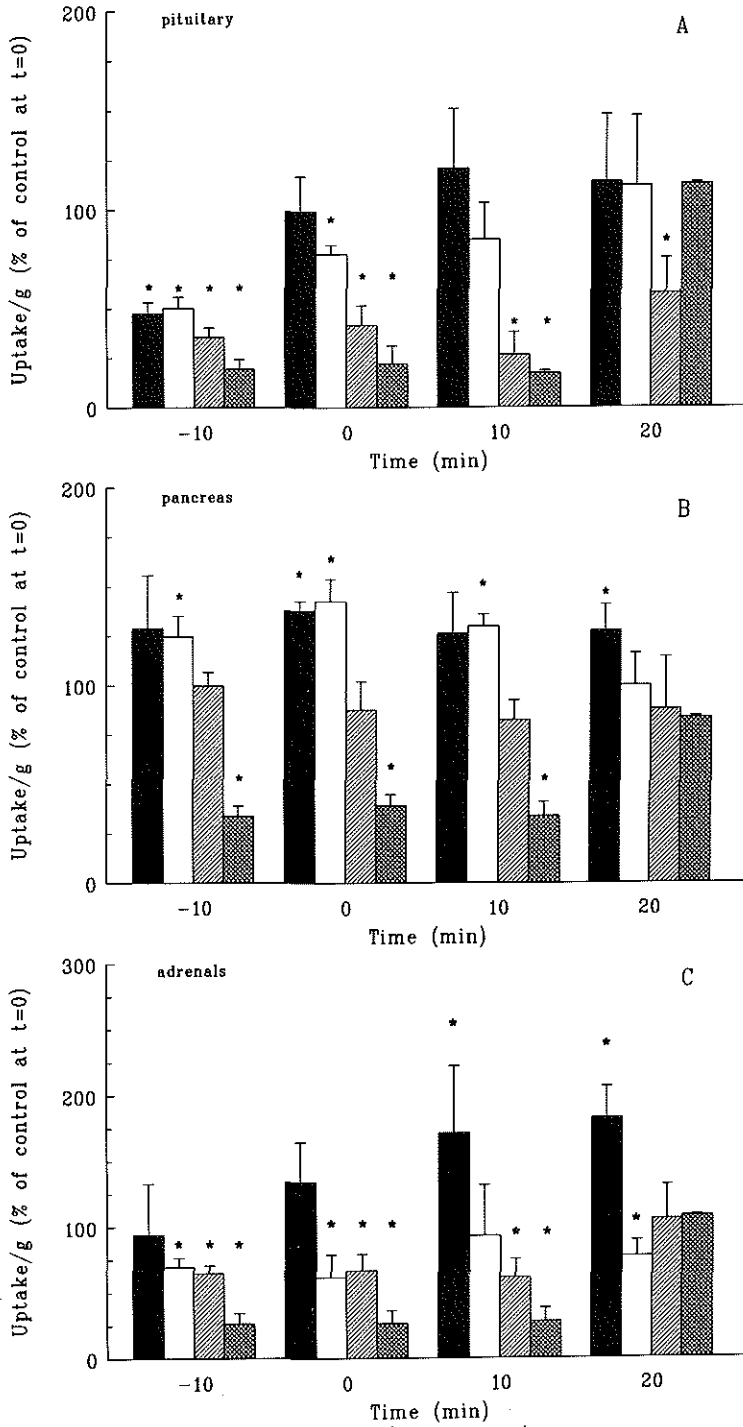 Uptake/g (% of control at t=0)
200
pituitary
A
100
0
* * * *
* * *
* *
*
-10 0 10 20
Time (min)
Uptake/g (% of control at t=0)
200
pancreas
B
100
0
* *
* * *
* *
*
-10 0 10 20
Time (min)
Uptake/g (% of control at t=0)
300
adrenals
C
200
100
0
* * *
* * *
* * *
* *
-10 0 10 20
Time (min)